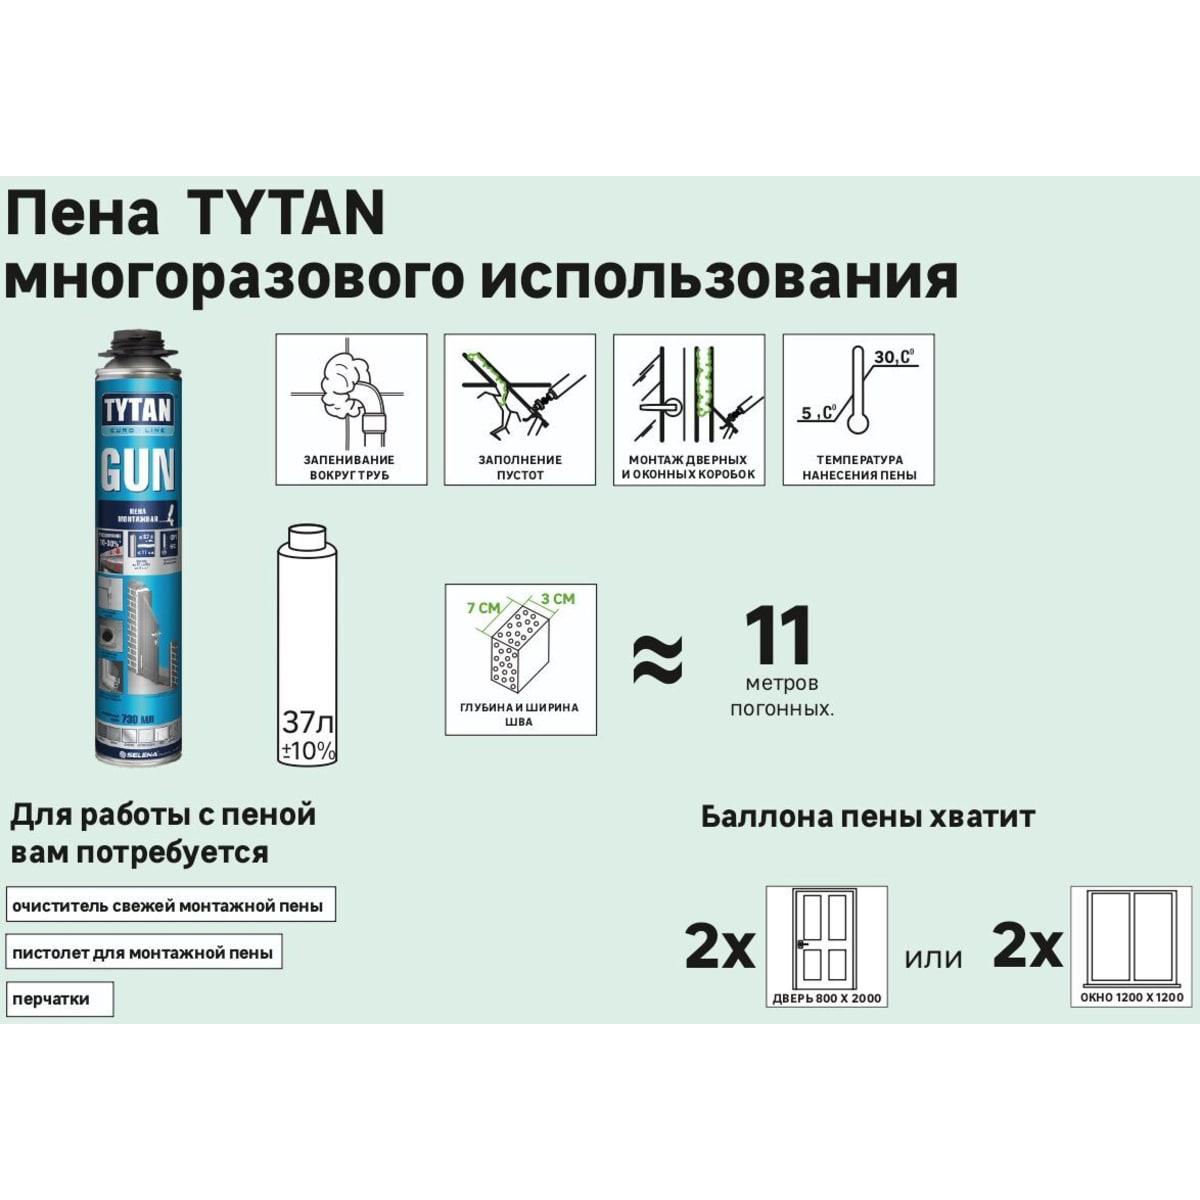 Пена TYTAN
многоразового использования
TYTAN
EURO-LINE
GUN
ПЕНА
МОНТАЖНАЯ
730 МЛ
SELENA
ЗАПЕНИВАНИЕ
ВОКРУГ ТРУБ
ЗАПОЛНЕНИЕ
ПУСТОТ
МОНТАЖ ДВЕРНЫХ
И ОКОННЫХ КОРОБОК
30,C⁰
5,C⁰
ТЕМПЕРАТУРА
НАНЕСЕНИЯ ПЕНЫ
37л
±10%
7 СМ 3 СМ
ГЛУБИНА И ШИРИНА
ШВА
≈ 11
метров
погонных.
Для работы с пеной
вам потребуется
очиститель свежей монтажной пены
пистолет для монтажной пены
перчатки
Баллона пены хватит
2x
ДВЕРЬ 800 X 2000
или
2x
ОКНО 1200 X 1200